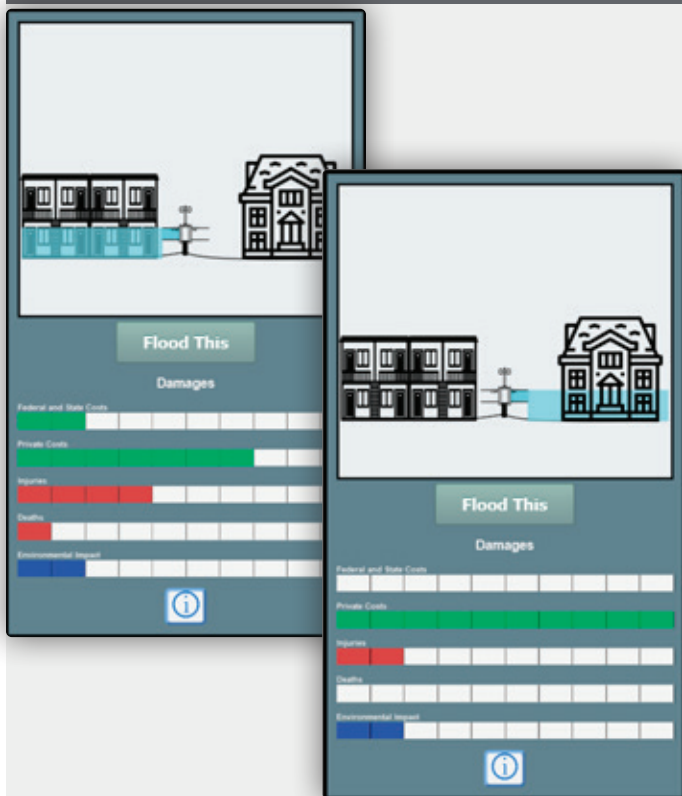 Flood This
Damages
Federal and State Costs
Private Costs
Injuries
Deaths
Environmental Impact
i
Flood This
Damages
Federal and State Costs
Private Costs
Injuries
Deaths
Environmental Impact
i